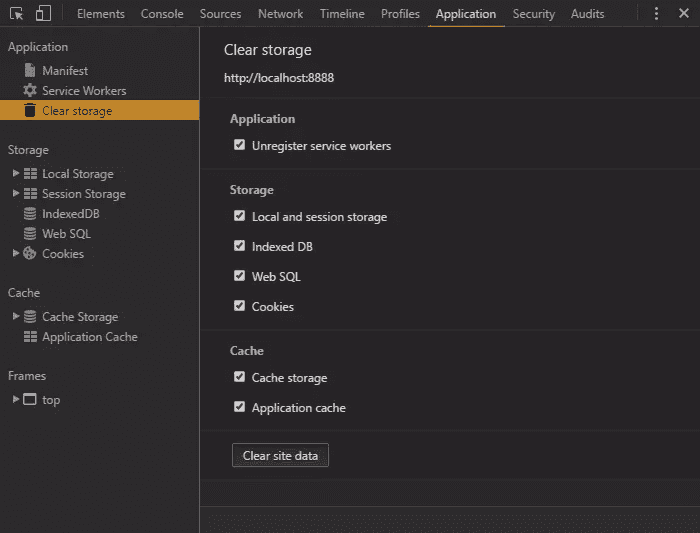 Elements Console Sources Network Timeline Profiles Application Security Audits
Application
Manifest
Service Workers
Clear storage
Storage
Local Storage
Session Storage
IndexedDB
Web SQL
Cookies
Cache
Cache Storage
Application Cache
Frames
top
Clear storage
http://localhost:8888
Application
Unregister service workers
Storage
Local and session storage
Indexed DB
Web SQL
Cookies
Cache
Cache storage
Application cache
Clear site data